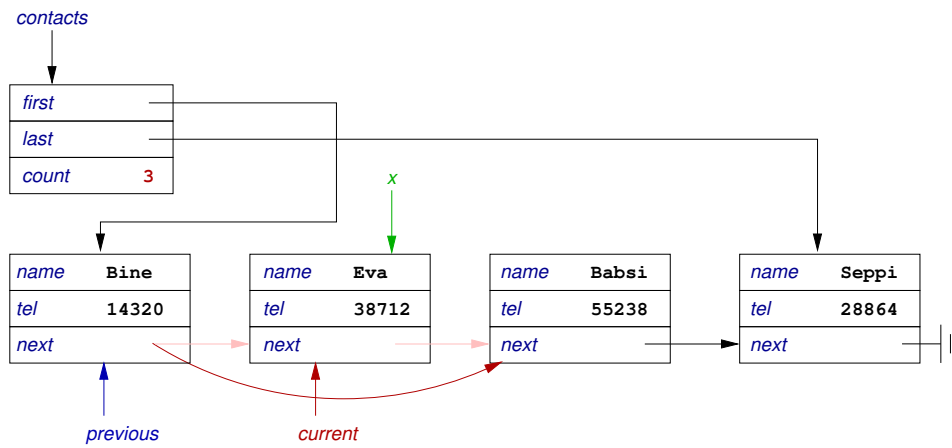 contacts
first
last
count 3
x
name Bine
tel 14320
next
name Eva
tel 38712
next
name Babsi
tel 55238
next
name Seppi
tel 28864
next
previous
current